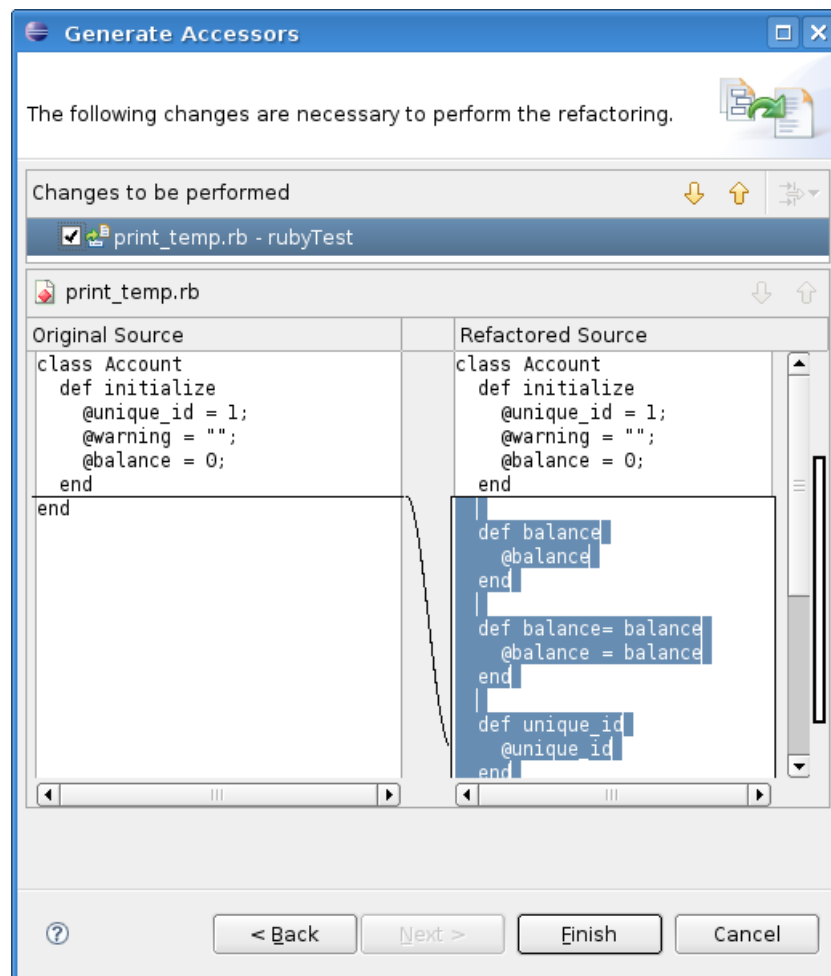 Generate Accessors
The following changes are necessary to perform the refactoring.
Changes to be performed
print_temp.rb - rubyTest
print_temp.rb
Original Source
class Account
  def initialize
    @unique_id = 1;
    @warning = "";
    @balance = 0;
  end
end
Refactored Source
class Account
  def initialize
    @unique_id = 1;
    @warning = "";
    @balance = 0;
  end

  def balance
    @balance
  end

  def balance= balance
    @balance = balance
  end

  def unique_id
    @unique_id
  end
< Back
Next >
Finish
Cancel